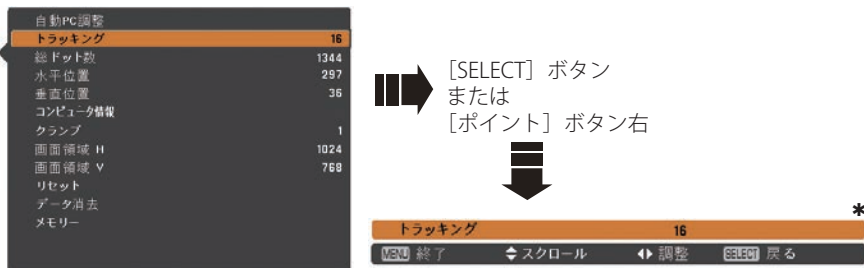 自動PC調整
トラッキング 16
総ドット数 1344
水平位置 297
垂直位置 36
コンピュータ情報
クランプ 1
画面領域 H 1024
画面領域 V 768
リセット
データ消去
メモリー
［SELECT］ボタン
または
［ポイント］ボタン右
*
トラッキング 16
MENU 終了 スクロール 調整 SELECT 戻る